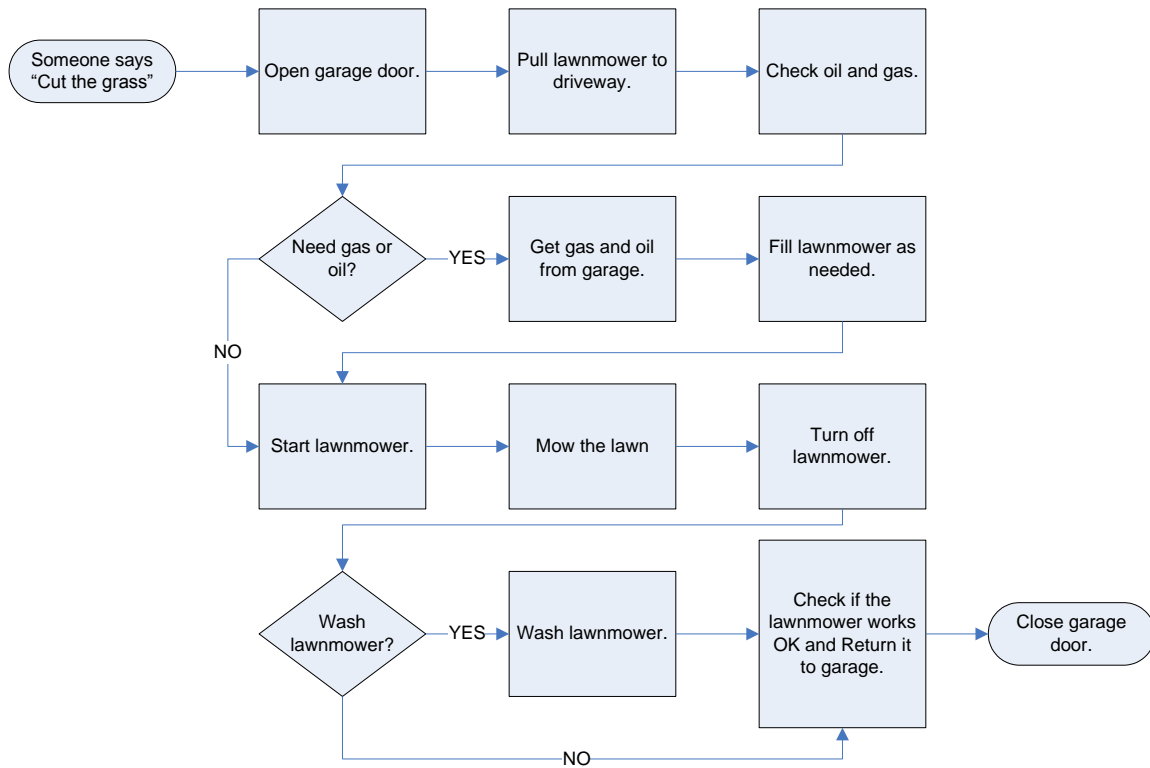 Someone says
“Cut the grass”
Open garage door.
Pull lawnmower to
driveway.
Check oil and gas.
Need gas or
oil?
YES
Get gas and oil
from garage.
Fill lawnmower as
needed.
NO
Start lawnmower.
Mow the lawn
Turn off
lawnmower.
Wash
lawnmower?
YES
Wash lawnmower.
Check if the
lawnmower works
OK and Return it
to garage.
Close garage
door.
NO